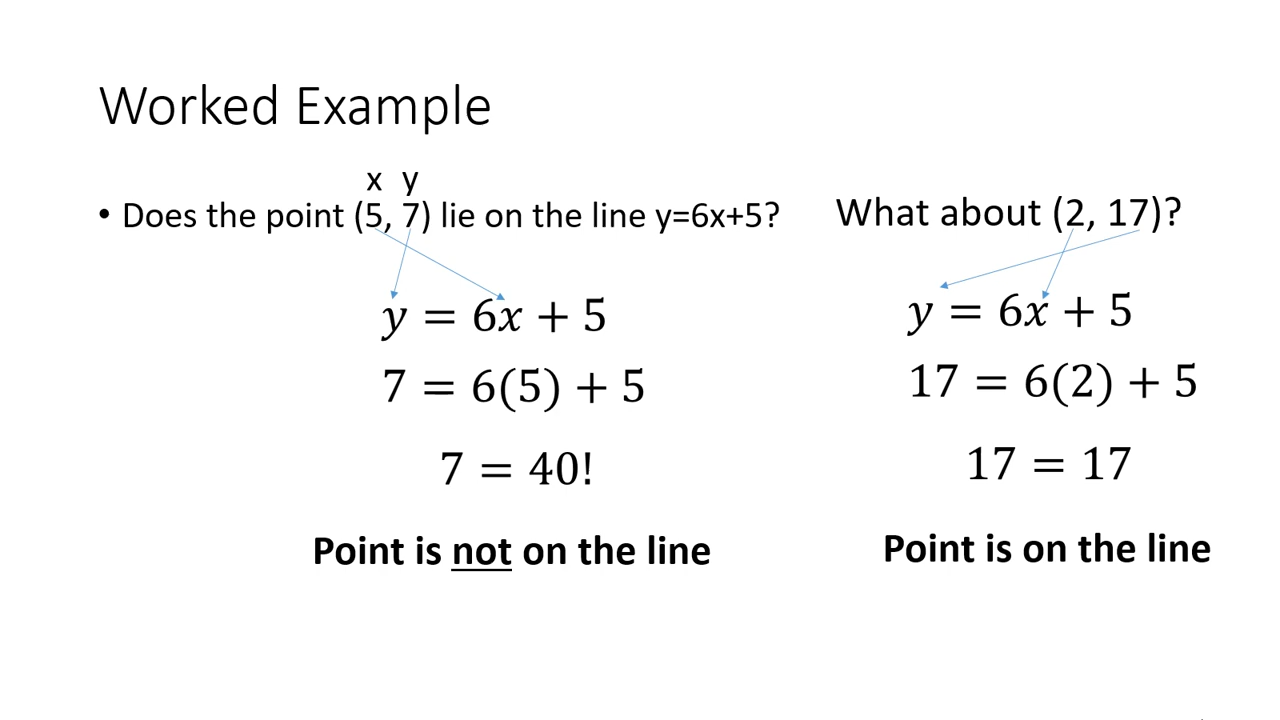 Worked Example
x y
• Does the point (5, 7) lie on the line y=6x+5?
𝑦 = 6𝑥 + 5
7 = 6(5) + 5
7 = 40!
Point is not on the line
What about (2, 17)?
𝑦 = 6𝑥 + 5
17 = 6(2) + 5
17 = 17
Point is on the line